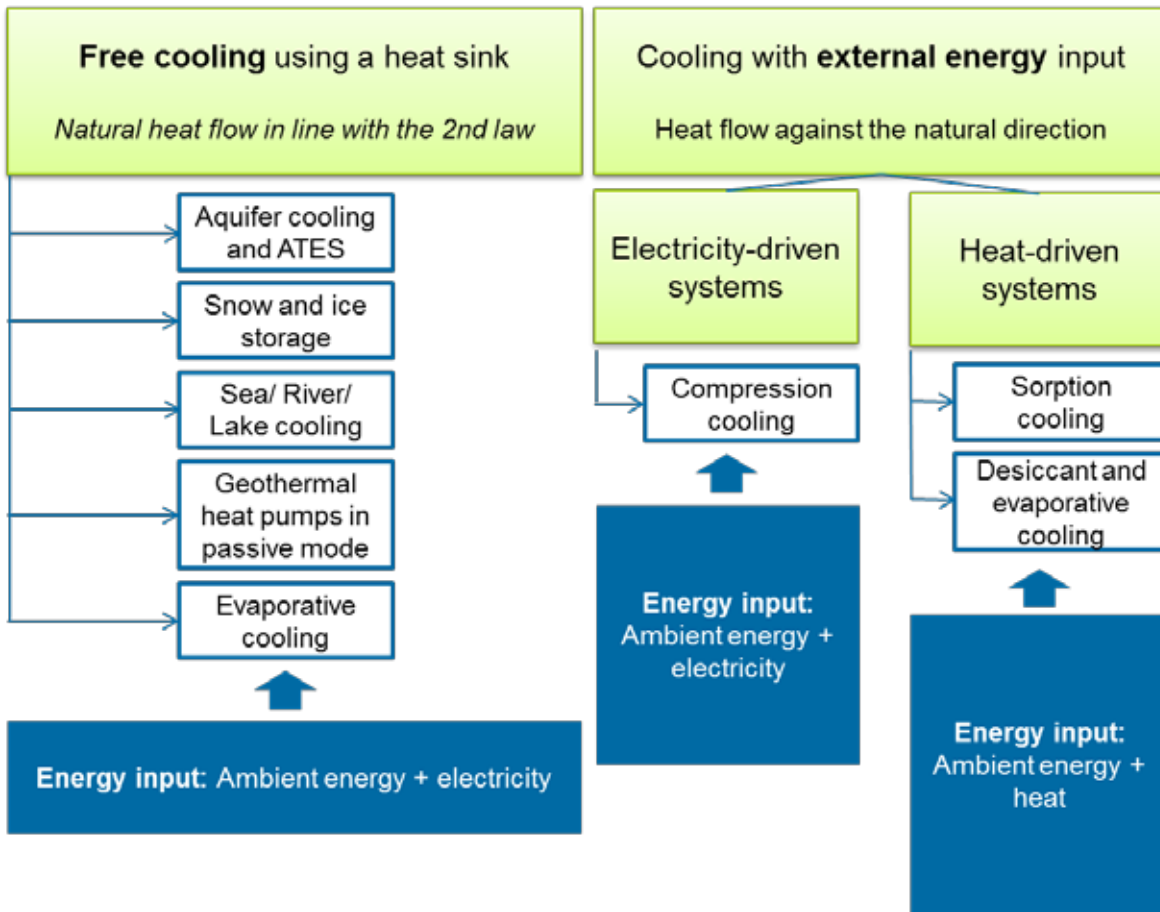 Free cooling using a heat sink
Natural heat flow in line with the 2nd law
Aquifer cooling
and ATES
Snow and ice
storage
Sea/ River/
Lake cooling
Geothermal
heat pumps in
passive mode
Evaporative
cooling
Energy input: Ambient energy + electricity
Cooling with external energy input
Heat flow against the natural direction
Electricity-driven
systems
Compression
cooling
Energy input:
Ambient energy +
electricity
Heat-driven
systems
Sorption
cooling
Desiccant and
evaporative
cooling
Energy input:
Ambient energy +
heat